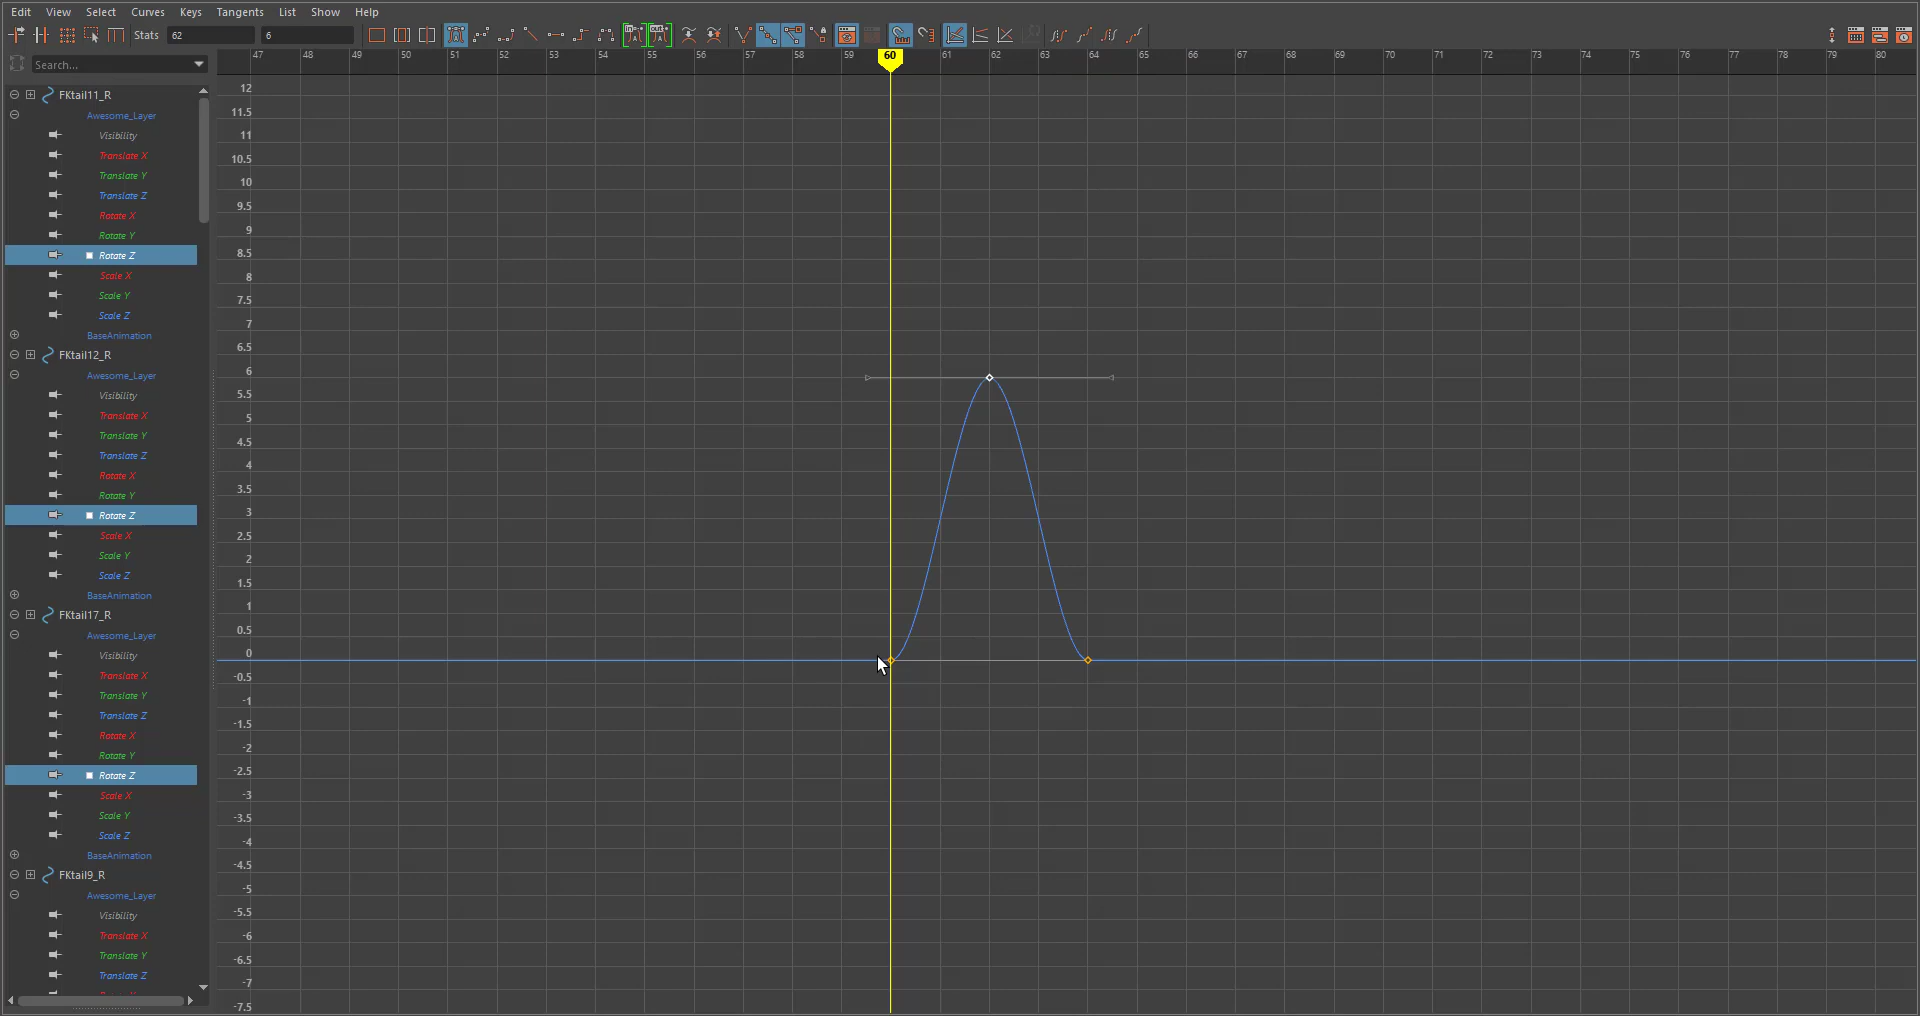 Edit View Select Curves Keys Tangents List Show Help
Stats 62 6
Search...
47 48 49 50 51 52 53 54 55 56 57 58 59 60 61 62 63 64 65 66 67 68 69 70 71 72 73 74 75 76 77 78 79 80
FKtail11_R
Awesome_Layer
Visibility
Translate X
Translate Y
Translate Z
Rotate X
Rotate Y
Rotate Z
Scale X
Scale Y
Scale Z
BaseAnimation
FKtail12_R
Awesome_Layer
Visibility
Translate X
Translate Y
Translate Z
Rotate X
Rotate Y
Rotate Z
Scale X
Scale Y
Scale Z
BaseAnimation
FKtail17_R
Awesome_Layer
Visibility
Translate X
Translate Y
Translate Z
Rotate X
Rotate Y
Rotate Z
Scale X
Scale Y
Scale Z
BaseAnimation
FKtail9_R
Awesome_Layer
Visibility
Translate X
Translate Y
Translate Z
12
11.5
11
10.5
10
9.5
9
8.5
8
7.5
7
6.5
6
5.5
5
4.5
4
3.5
3
2.5
2
1.5
1
0.5
0
-0.5
-1
-1.5
-2
-2.5
-3
-3.5
-4
-4.5
-5
-5.5
-6
-6.5
-7
-7.5